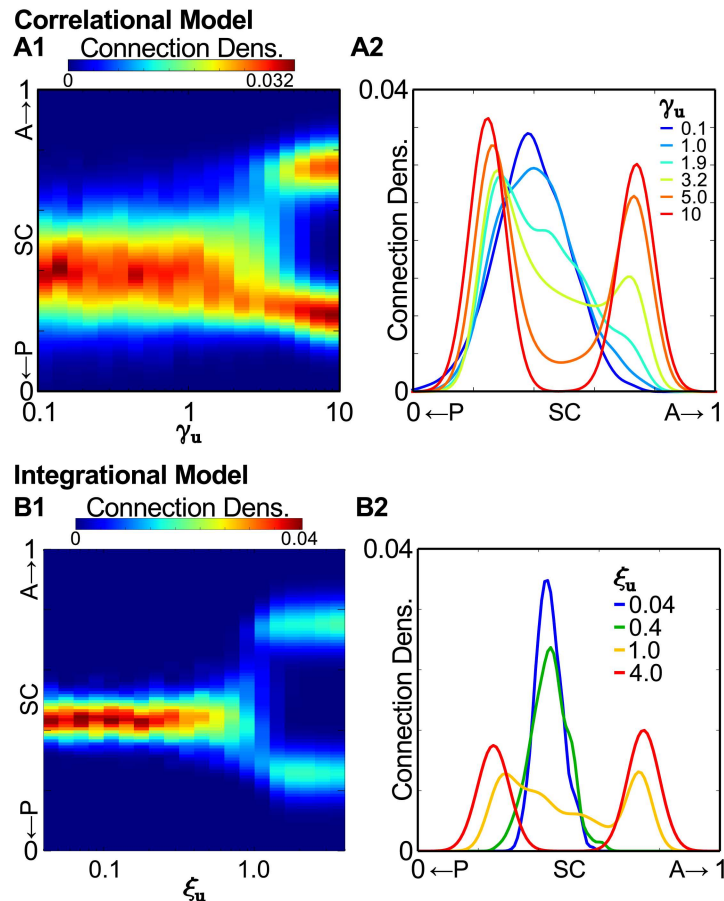 Correlational Model
A1
Connection Dens.
0 0.032
1
A→
SC
←P
0
0.1 1 10
γu
A2
0.04
Connection Dens.
0
0 ←P SC A→ 1
γu
0.1
1.0
1.9
3.2
5.0
10
Integrational Model
B1
Connection Dens.
0 0.04
1
A→
SC
←P
0
0.1 1.0
ξu
B2
0.04
Connection Dens.
0
0 ←P SC A→ 1
ξu
0.04
0.4
1.0
4.0